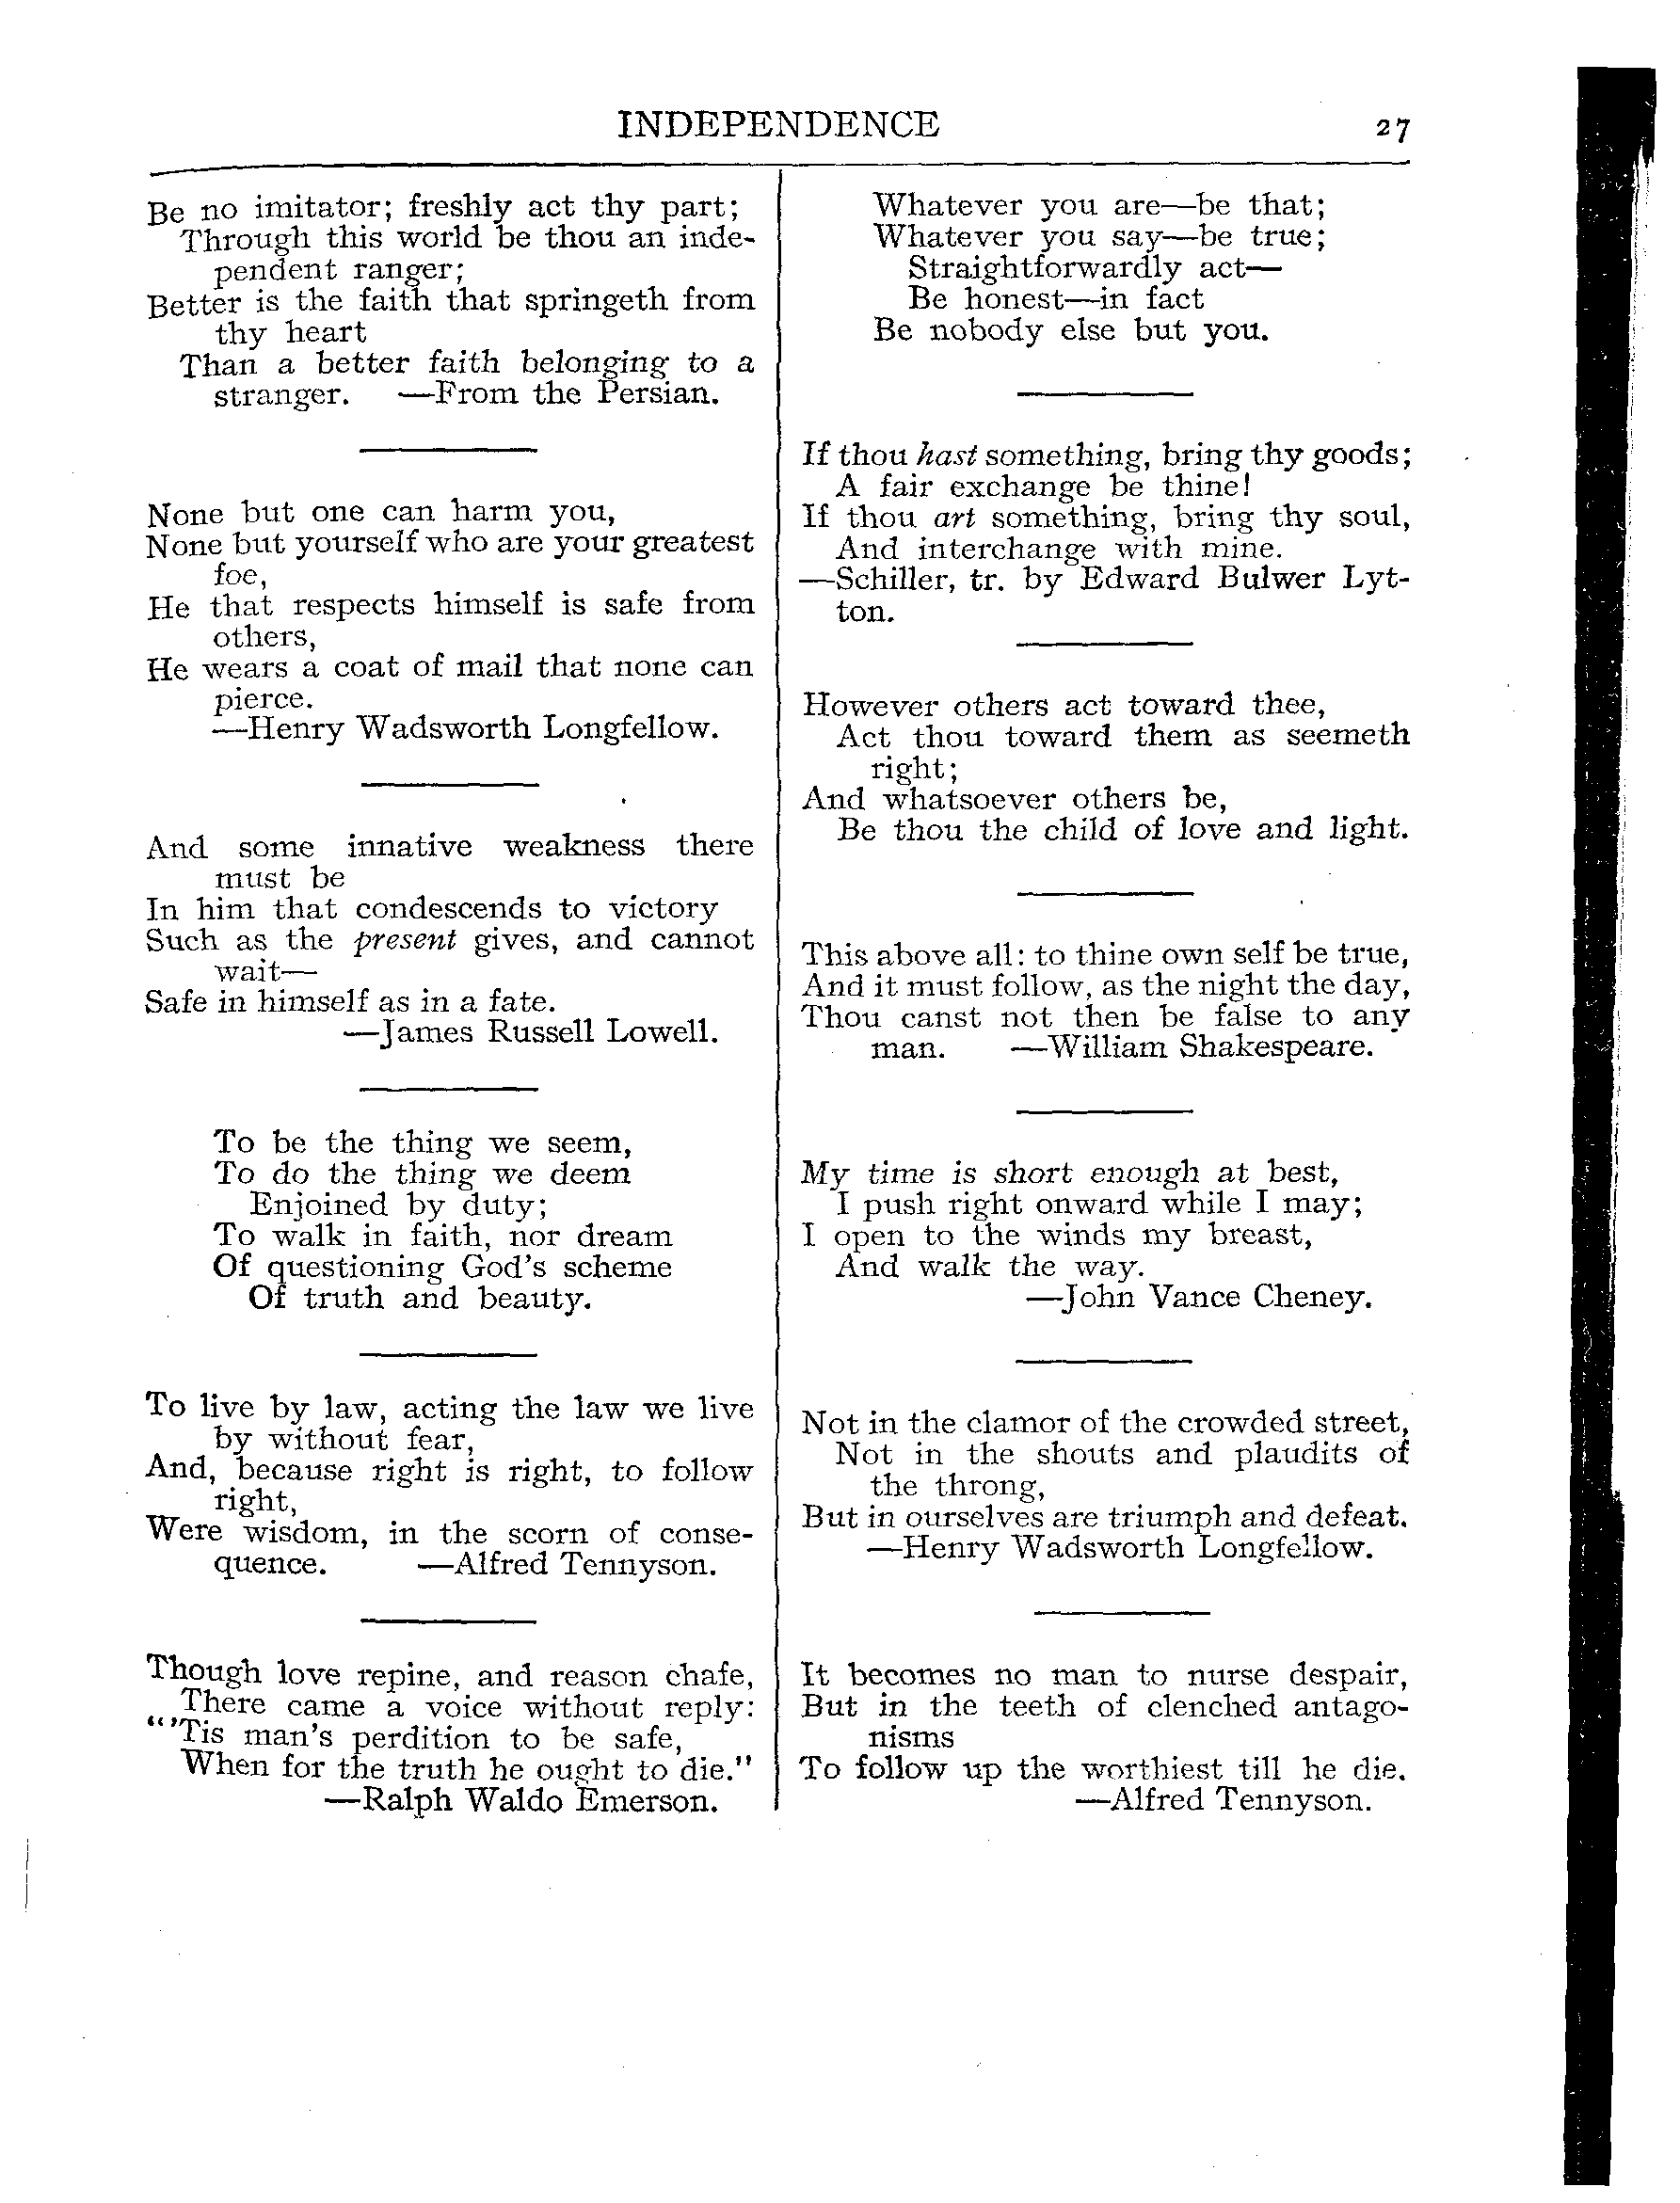 INDEPENDENCE 27
Be no imitator; freshly act thy part;
Through this world be thou an inde-
pendent ranger;
Better is the faith that springeth from
thy heart
Than a better faith belonging to a
stranger. —From the Persian.
None but one can harm you,
None but yourself who are your greatest
foe,
He that respects himself is safe from
others,
He wears a coat of mail that none can
pierce.
—Henry Wadsworth Longfellow.
And some innative weakness there
must be
In him that condescends to victory
Such as the present gives, and cannot
wait—
Safe in himself as in a fate.
—James Russell Lowell.
To be the thing we seem,
To do the thing we deem
Enjoined by duty;
To walk in faith, nor dream
Of questioning God's scheme
Of truth and beauty.
To live by law, acting the law we live
by without fear,
And, because right is right, to follow
right,
Were wisdom, in the scorn of conse-
quence. —Alfred Tennyson.
Though love repine, and reason chafe,
There came a voice without reply:
"'Tis man's perdition to be safe,
When for the truth he ought to die."
—Ralph Waldo Emerson.
Whatever you are—be that;
Whatever you say—be true;
Straightforwardly act—
Be honest—in fact
Be nobody else but you.
If thou hast something, bring thy goods;
A fair exchange be thine!
If thou art something, bring thy soul,
And interchange with mine.
—Schiller, tr. by Edward Bulwer Lyt-
ton.
However others act toward thee,
Act thou toward them as seemeth
right;
And whatsoever others be,
Be thou the child of love and light.
This above all: to thine own self be true,
And it must follow, as the night the day,
Thou canst not then be false to any
man. —William Shakespeare.
My time is short enough at best,
I push right onward while I may;
I open to the winds my breast,
And walk the way.
—John Vance Cheney.
Not in the clamor of the crowded street,
Not in the shouts and plaudits of
the throng,
But in ourselves are triumph and defeat.
—Henry Wadsworth Longfellow.
It becomes no man to nurse despair,
But in the teeth of clenched antago-
nisms
To follow up the worthiest till he die.
—Alfred Tennyson.